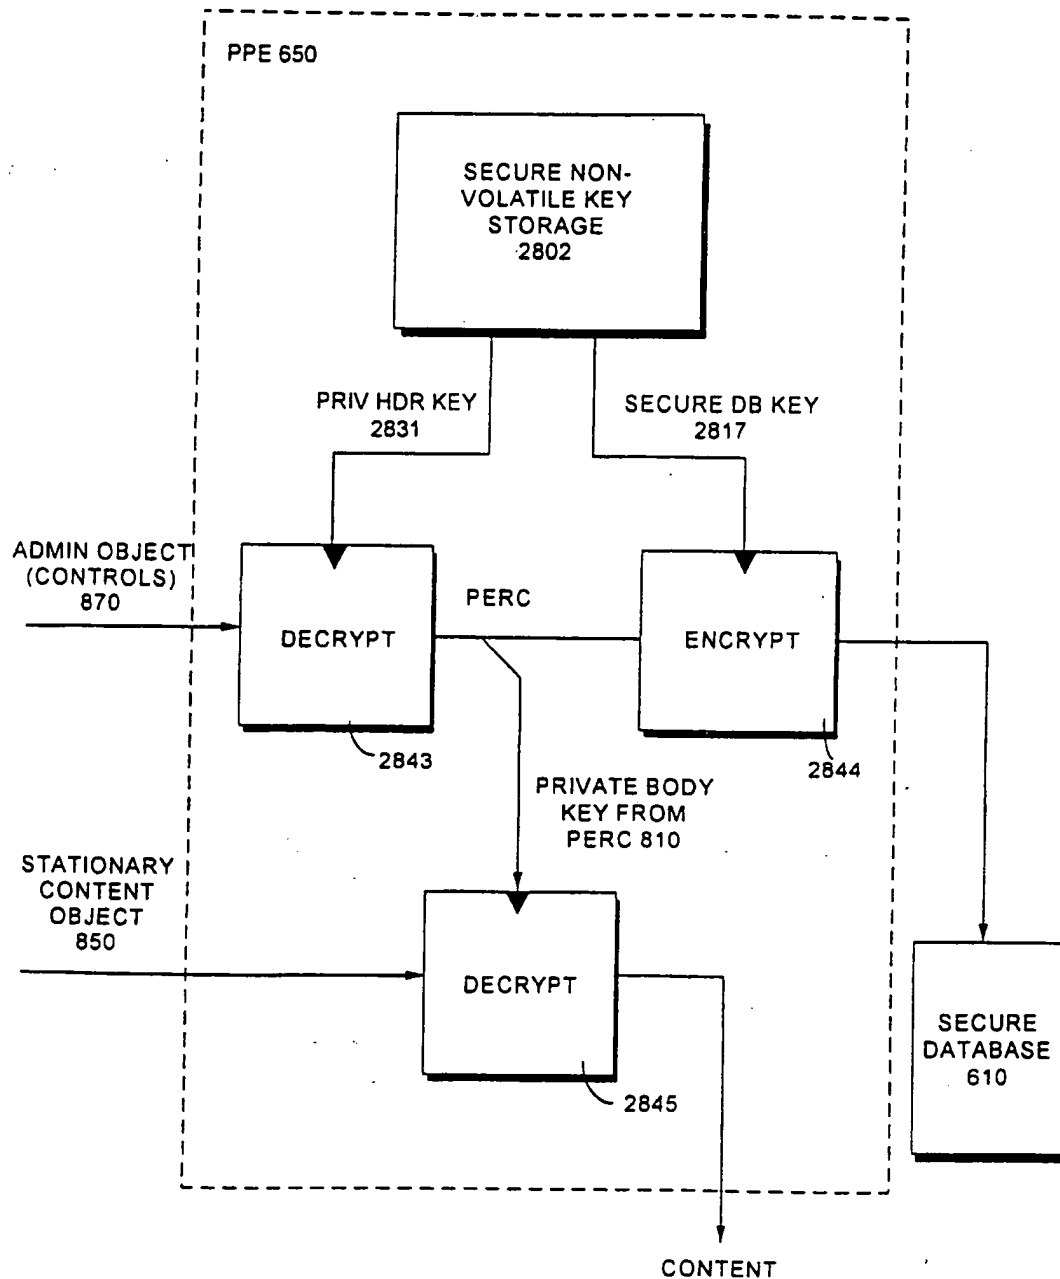 PPE 650
SECURE NON-
VOLATILE KEY
STORAGE
2802
PRIV HDR KEY
2831
SECURE DB KEY
2817
ADMIN OBJECT
(CONTROLS)
870
DECRYPT
PERC
ENCRYPT
2843
2844
PRIVATE BODY
KEY FROM
PERC 810
STATIONARY
CONTENT
OBJECT
850
DECRYPT
2845
SECURE
DATABASE
610
CONTENT